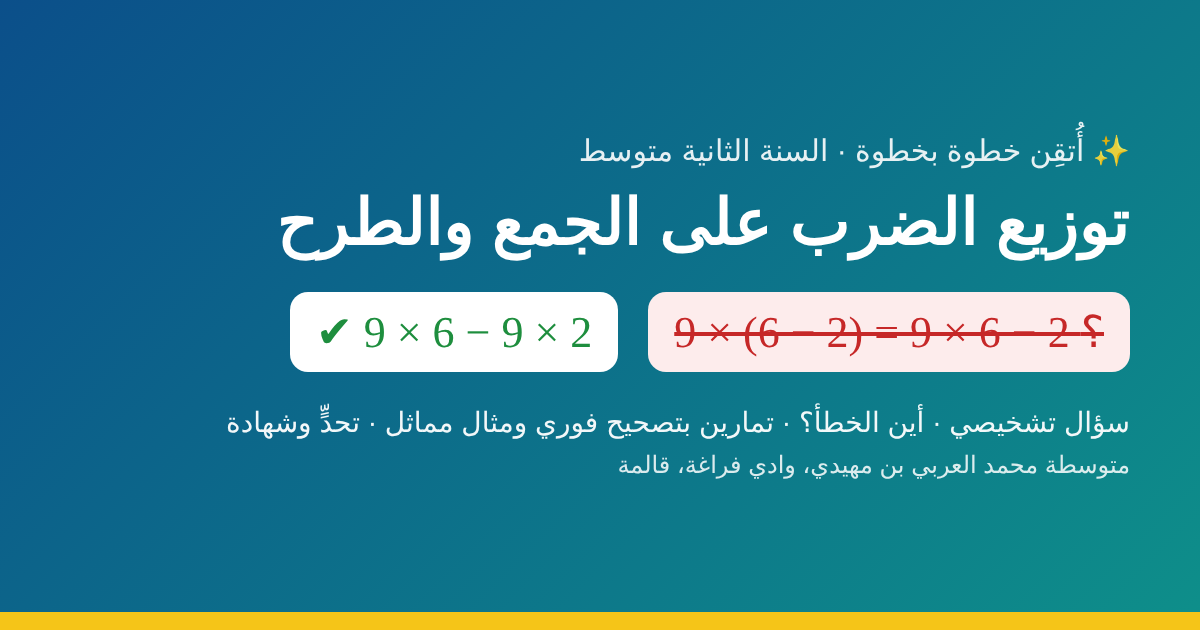 ✨ أُتقِن خطوة بخطوة · السنة الثانية متوسط
توزيع الضرب على الجمع والطرح
9 × (6 − 2) = 9 × 6 − 2 ؟
✔ 9 × 6 − 9 × 2
سؤال تشخيصي · أين الخطأ؟ · تمارين بتصحيح فوري ومثال مماثل · تحدٍّ وشهادة
متوسطة محمد العربي بن مهيدي، وادي فراغة، قالمة